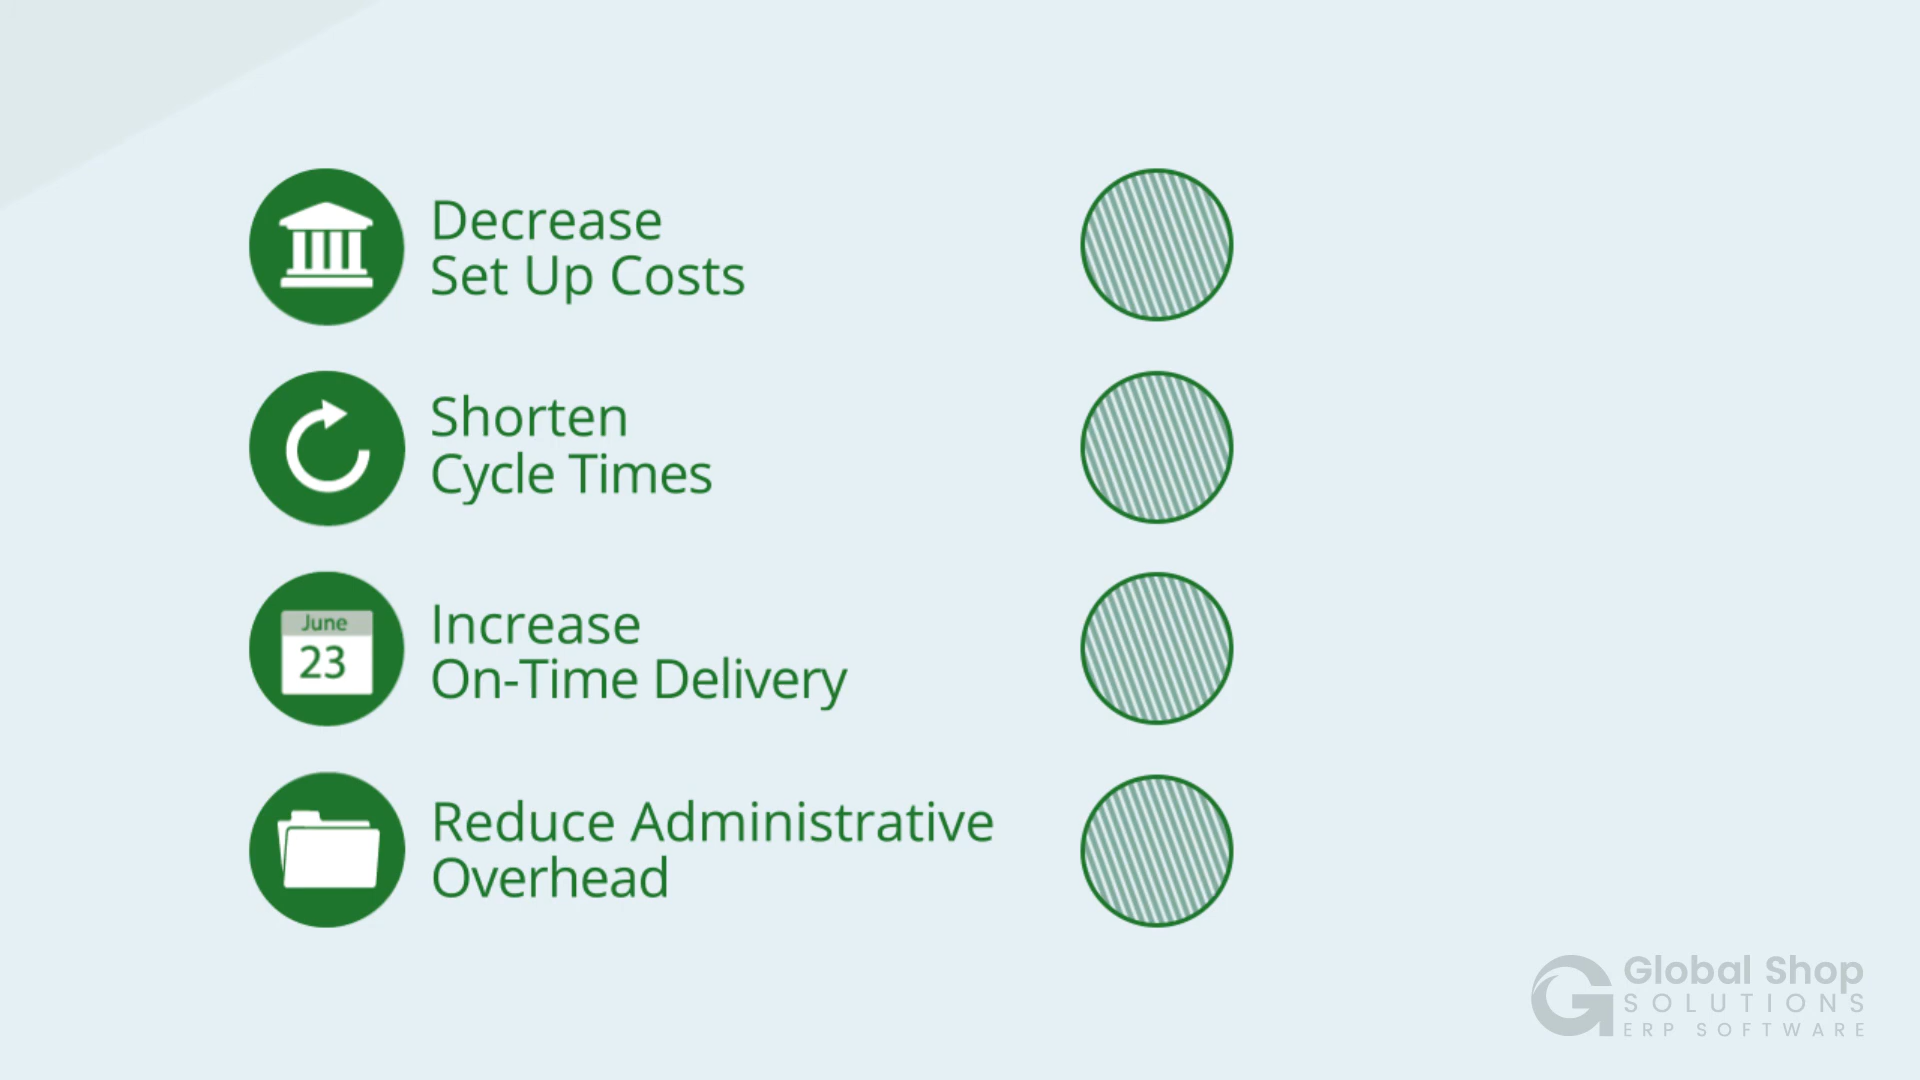 Decrease
Set Up Costs
Shorten
Cycle Times
June
23
Increase
On-Time Delivery
Reduce Administrative
Overhead
Global Shop
SOLUTIONS
ERP SOFTWARE